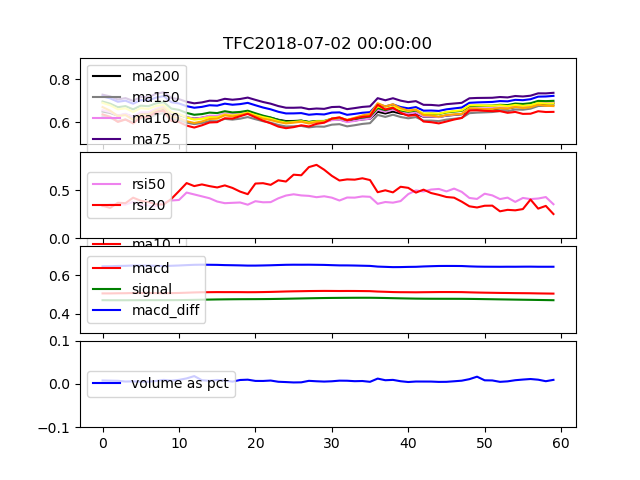 TFC2018-07-02 00:00:00
0.8
0.6
ma200
ma150
ma100
ma75
0.5
0.0
rsi50
rsi20
ma10
0.6
0.4
macd
signal
macd_diff
0.1
0.0
−0.1
volume as pct
0 10 20 30 40 50 60